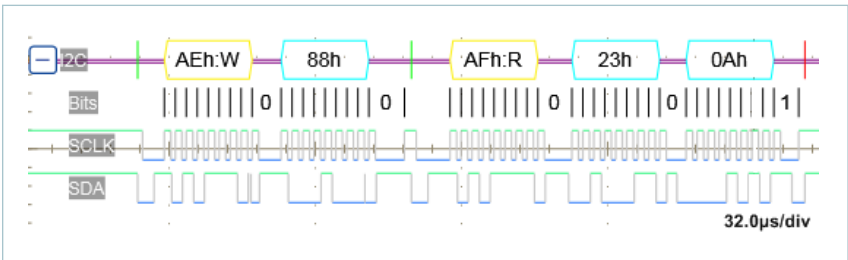 I2C AEh:W 88h AFh:R 23h 0Ah
Bits 0 0 0 0 1
SCLK
SDA
32.0µs/div